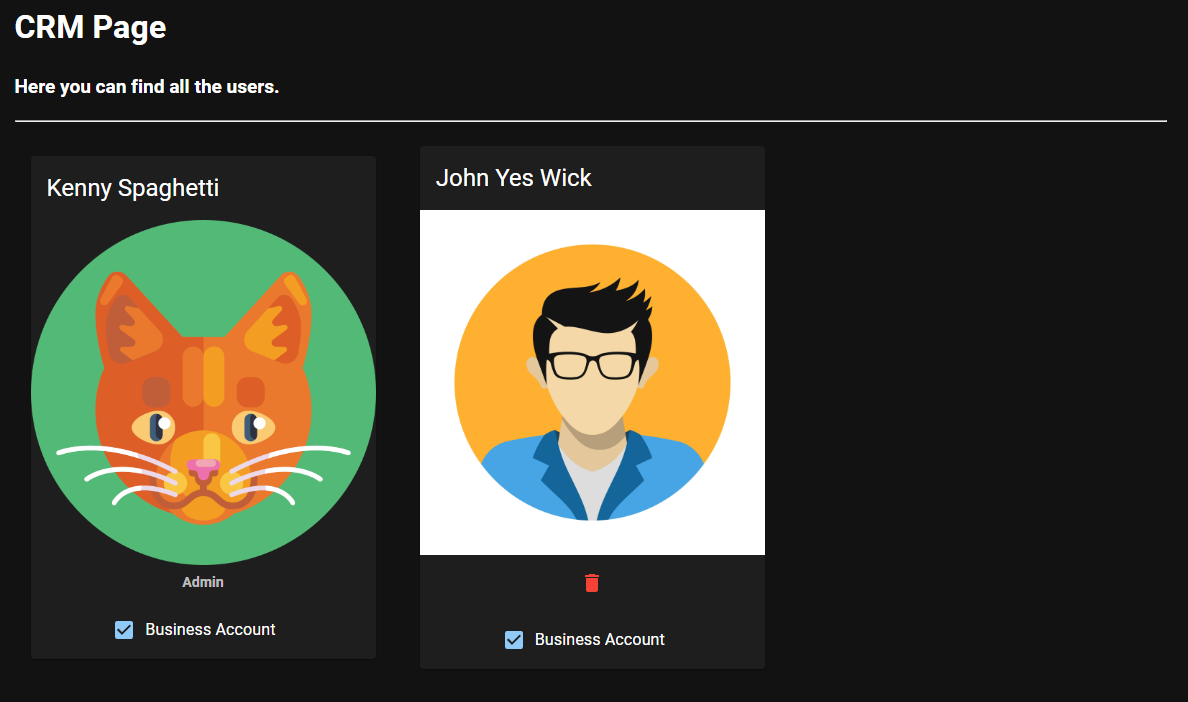 CRM Page
Here you can find all the users.
Kenny Spaghetti
Admin
Business Account
John Yes Wick
Business Account